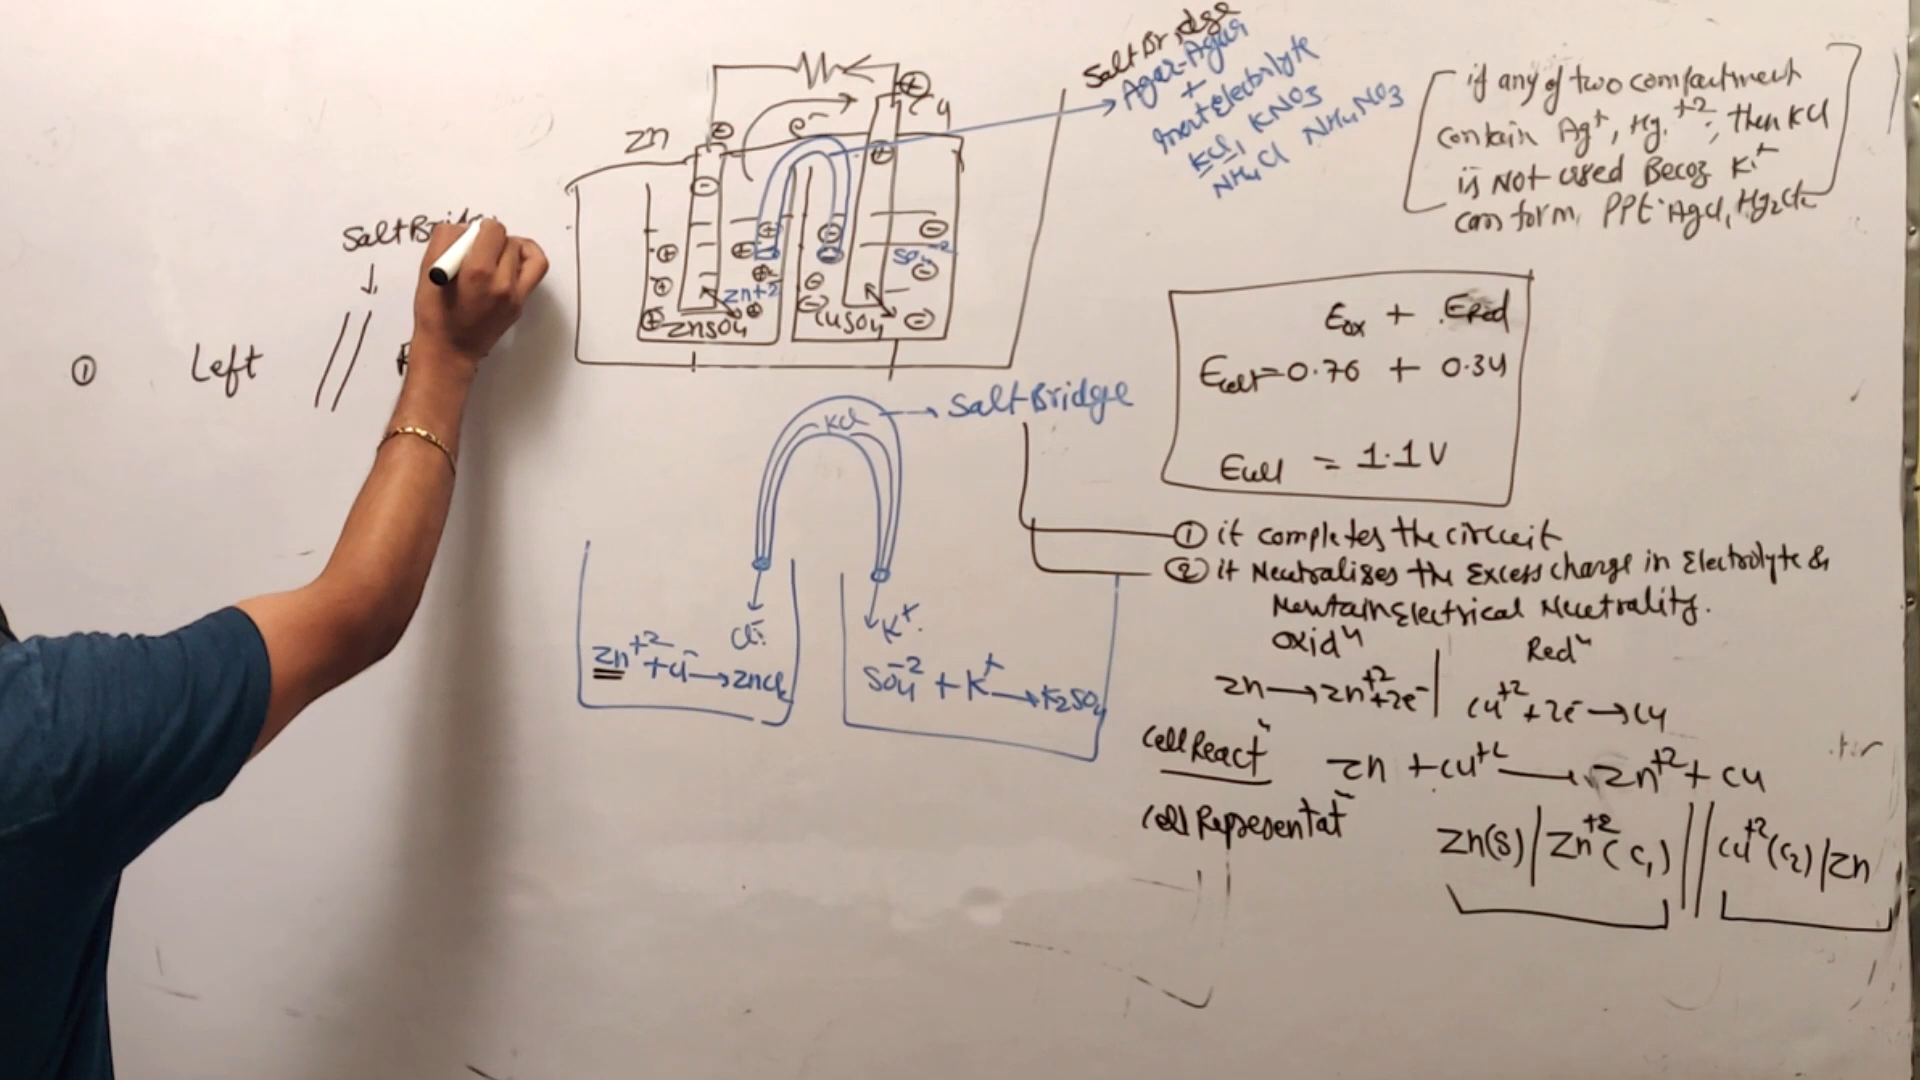 Salt Bridge
Agar-Agar
+
Inert Electrolyte
KCl, KNO3
NH4Cl NH4NO3
if any of two compartment
contain Ag+, Hg2+2, then KCl
is NOT used Becoz K+
can form PPt. AgCl, Hg2Cl2
Zn
e-
Cu
Zn+2
ZnSO4
SO4-2
CuSO4
Salt Bridge
① Left //
Eox + Ered
Ecell = 0.76 + 0.34
Ecell = 1.1 V
KCl → Salt Bridge
① it completes the circuit
② it Neutralises the Excess charge in Electrolyte &
Mentain Electrical Neutrality.
Cl-
K+
Zn+2 + Cl- → ZnCl2
SO4-2 + K+ → K2SO4
Oxidn Redn
Zn → Zn+2 + 2e- | Cu+2 + 2e- → Cu
Cell Reactn Zn + Cu+2 → Zn+2 + Cu
Cell Representatn Zn(s) | Zn+2 (C1) || Cu+2 (C2) | Zn